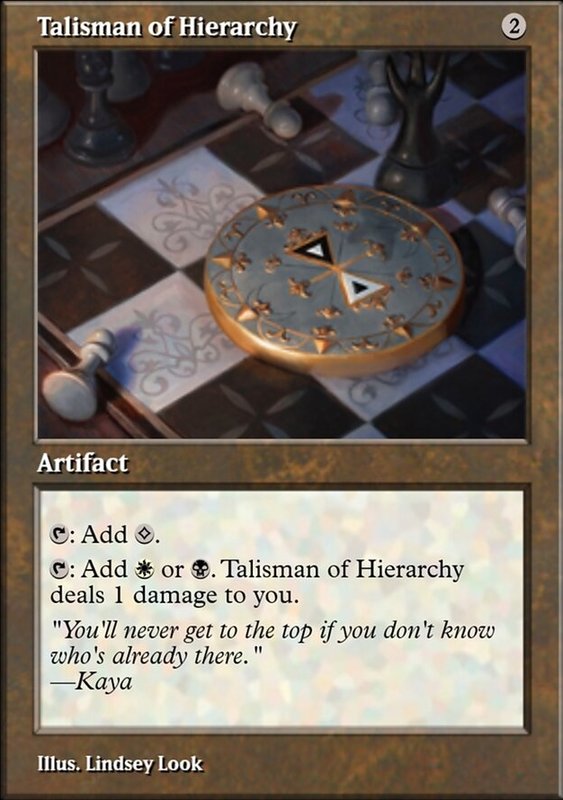 Talisman of Hierarchy 2
Artifact
: Add .
: Add or . Talisman of Hierarchy
deals 1 damage to you.
"You'll never get to the top if you don't know
who's already there."
—Kaya
Illus. Lindsey Look